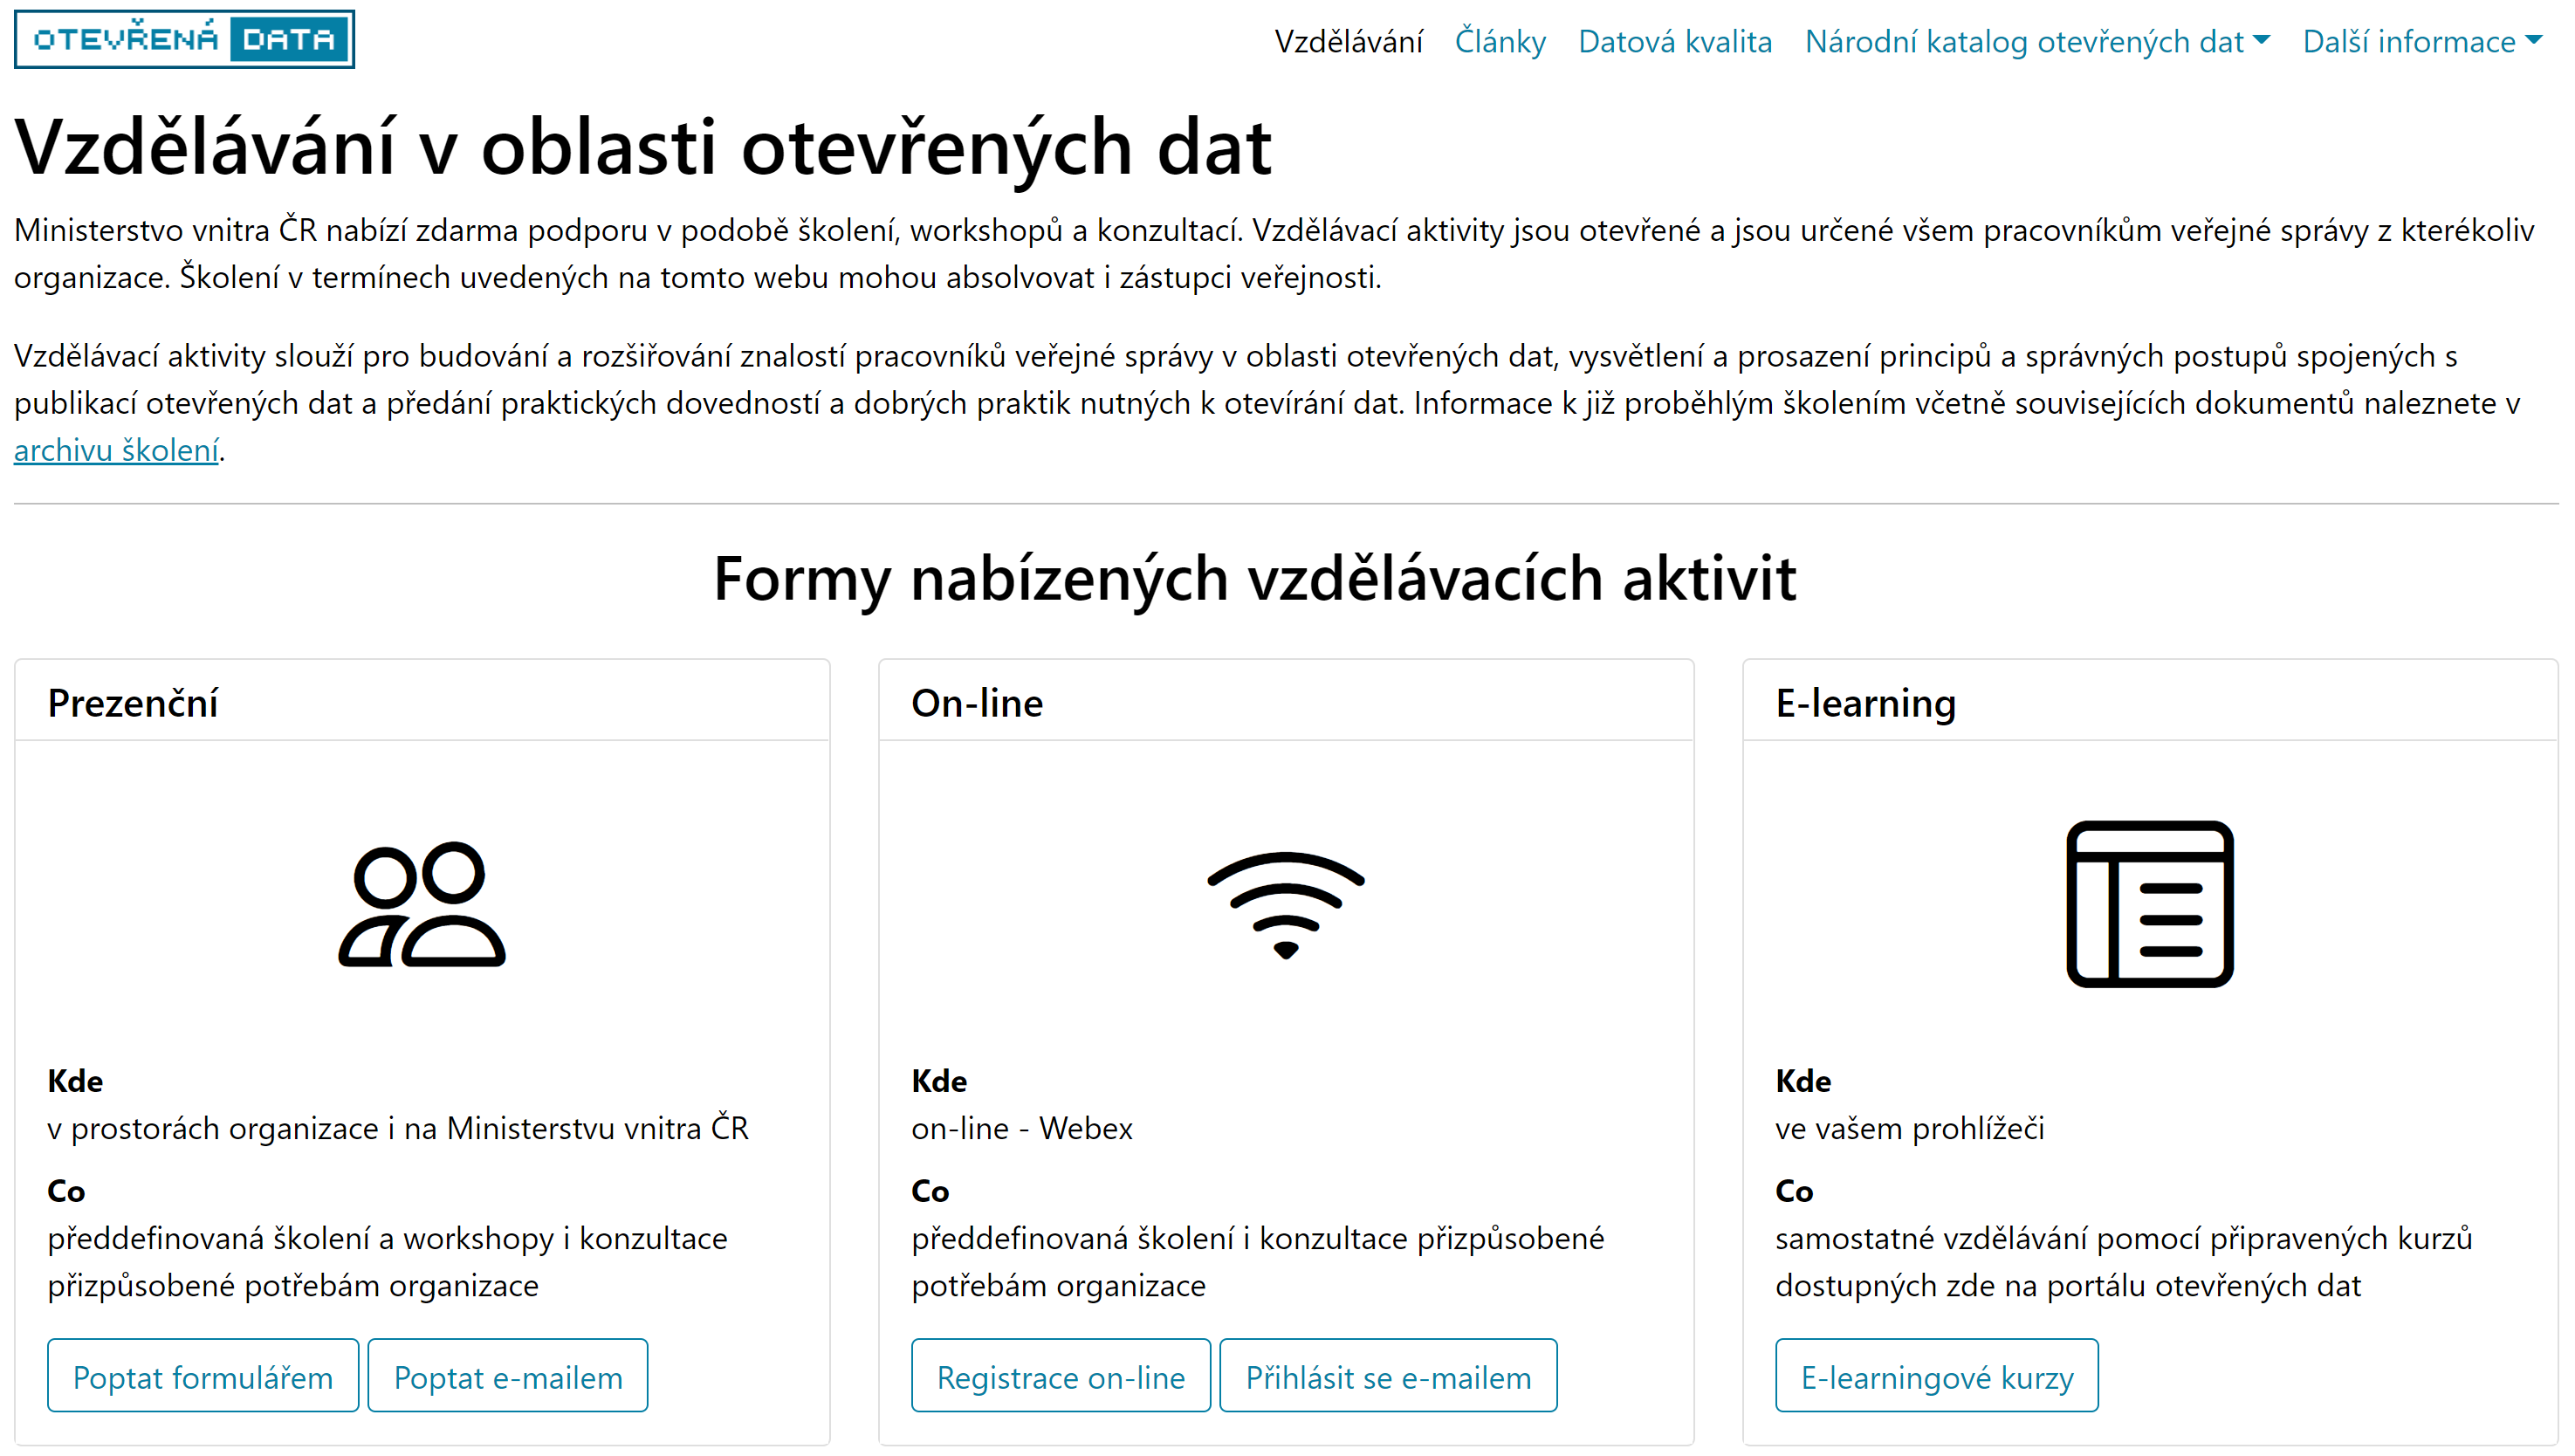 OTEVŘENÁ DATA
Vzdělávání Články Datová kvalita Národní katalog otevřených dat Další informace
Vzdělávání v oblasti otevřených dat
Ministerstvo vnitra ČR nabízí zdarma podporu v podobě školení, workshopů a konzultací. Vzdělávací aktivity jsou otevřené a jsou určené všem pracovníkům veřejné správy z kterékoliv
organizace. Školení v termínech uvedených na tomto webu mohou absolvovat i zástupci veřejnosti.
Vzdělávací aktivity slouží pro budování a rozšiřování znalostí pracovníků veřejné správy v oblasti otevřených dat, vysvětlení a prosazení principů a správných postupů spojených s
publikací otevřených dat a předání praktických dovedností a dobrých praktik nutných k otevírání dat. Informace k již proběhlým školením včetně souvisejících dokumentů naleznete v
archivu školení.
Formy nabízených vzdělávacích aktivit
Prezenční
Kde
v prostorách organizace i na Ministerstvu vnitra ČR
Co
předdefinovaná školení a workshopy i konzultace
přizpůsobené potřebám organizace
Poptat formulářem Poptat e-mailem
On-line
Kde
on-line - Webex
Co
předdefinovaná školení i konzultace přizpůsobené
potřebám organizace
Registrace on-line Přihlásit se e-mailem
E-learning
Kde
ve vašem prohlížeči
Co
samostatné vzdělávání pomocí připravených kurzů
dostupných zde na portálu otevřených dat
E-learningové kurzy